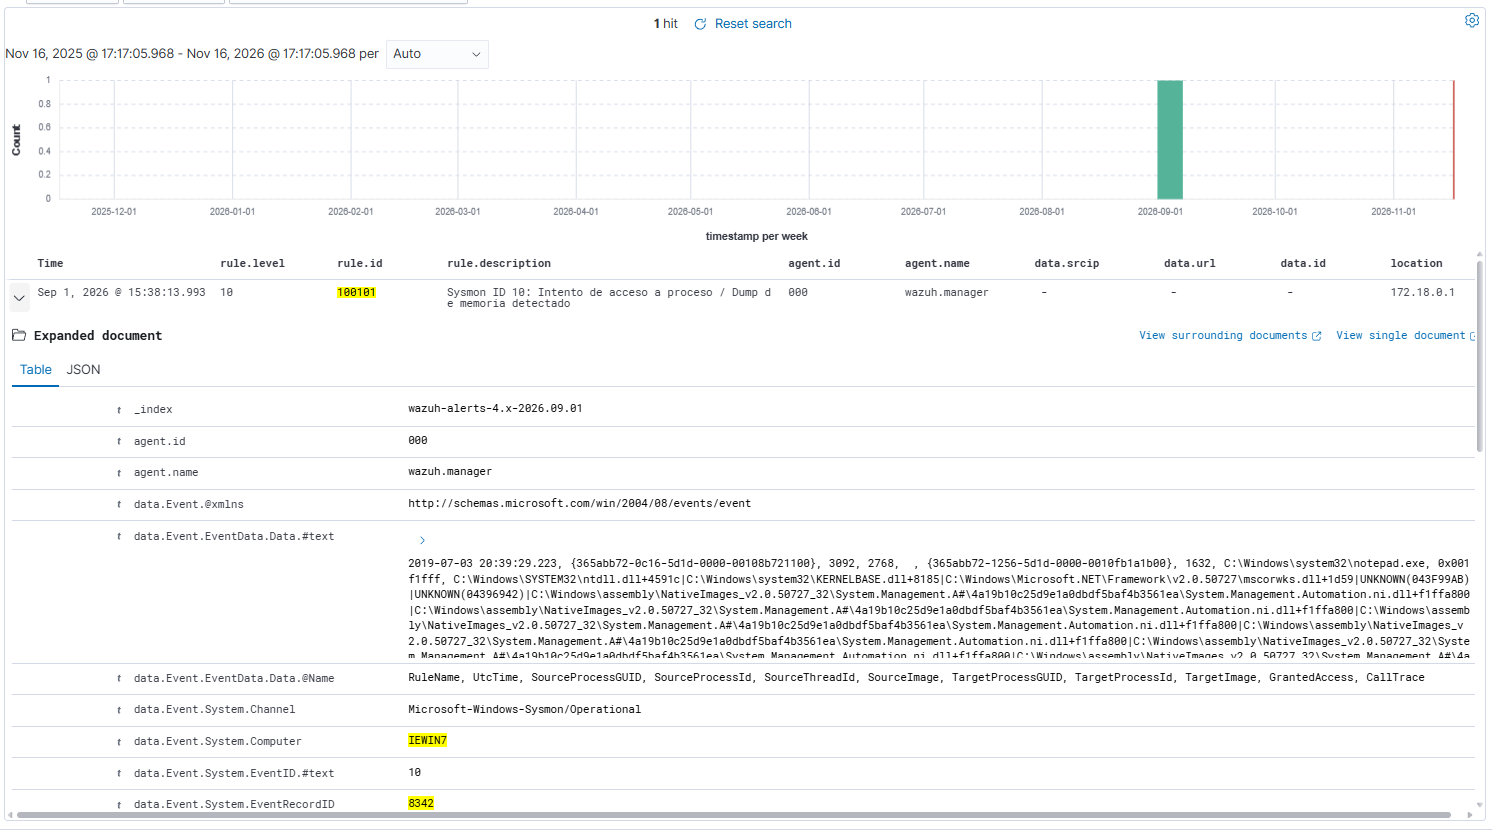 1 hit Reset search
Nov 16, 2025 @ 17:17:05.968 - Nov 16, 2026 @ 17:17:05.968 per Auto
1
0.8
0.6
0.4
0.2
0
Count
2025-12-01 2026-01-01 2026-02-01 2026-03-01 2026-04-01 2026-05-01 2026-06-01 2026-07-01 2026-08-01 2026-09-01 2026-10-01 2026-11-01
timestamp per week
Time rule.level rule.id rule.description agent.id agent.name data.srcip data.url data.id location
Sep 1, 2026 @ 15:38:13.993 10 100101 Sysmon ID 10: Intento de acceso a proceso / Dump d 000 wazuh.manager - - - 172.18.0.1
e memoria detectado
Expanded document View surrounding documents View single document
Table JSON
t _index wazuh-alerts-4.x-2026.09.01
t agent.id 000
t agent.name wazuh.manager
t data.Event.@xmlns http://schemas.microsoft.com/win/2004/08/events/event
t data.Event.EventData.Data.#text
2019-07-03 20:39:29.223, {365abb72-0c16-5d1d-0000-00108b721100}, 3092, 2768, , {365abb72-1256-5d1d-0000-0010fb1a1b00}, 1632, C:\Windows\system32\notepad.exe, 0x001
f1fff, C:\Windows\SYSTEM32\ntdll.dll+4591c|C:\Windows\system32\KERNELBASE.dll+8185|C:\Windows\Microsoft.NET\Framework\v2.0.50727\mscorwks.dll+1d59|UNKNOWN(043F99AB)
|UNKNOWN(04396942)|C:\Windows\assembly\NativeImages_v2.0.50727_32\System.Management.A#\4a19b10c25d9e1a0dbdf5baf4b3561ea\System.Management.Automation.ni.dll+f1ffa800
|C:\Windows\assembly\NativeImages_v2.0.50727_32\System.Management.A#\4a19b10c25d9e1a0dbdf5baf4b3561ea\System.Management.Automation.ni.dll+f1ffa800|C:\Windows\assemb
ly\NativeImages_v2.0.50727_32\System.Management.A#\4a19b10c25d9e1a0dbdf5baf4b3561ea\System.Management.Automation.ni.dll+f1ffa800|C:\Windows\assembly\NativeImages_v
2.0.50727_32\System.Management.A#\4a19b10c25d9e1a0dbdf5baf4b3561ea\System.Management.Automation.ni.dll+f1ffa800|C:\Windows\assembly\NativeImages_v2.0.50727_32\Syste
m.Management.A#\4a19b10c25d9e1a0dbdf5baf4b3561ea\System.Management.Automation.ni.dll+f1ffa800|C:\Windows\assembly\NativeImages_v2.0.50727_32\System.Management.A#\4a
t data.Event.EventData.Data.@Name RuleName, UtcTime, SourceProcessGUID, SourceProcessId, SourceThreadId, SourceImage, TargetProcessGUID, TargetProcessId, TargetImage, GrantedAccess, CallTrace
t data.Event.System.Channel Microsoft-Windows-Sysmon/Operational
t data.Event.System.Computer IEWIN7
t data.Event.System.EventID.#text 10
t data.Event.System.EventRecordID 8342